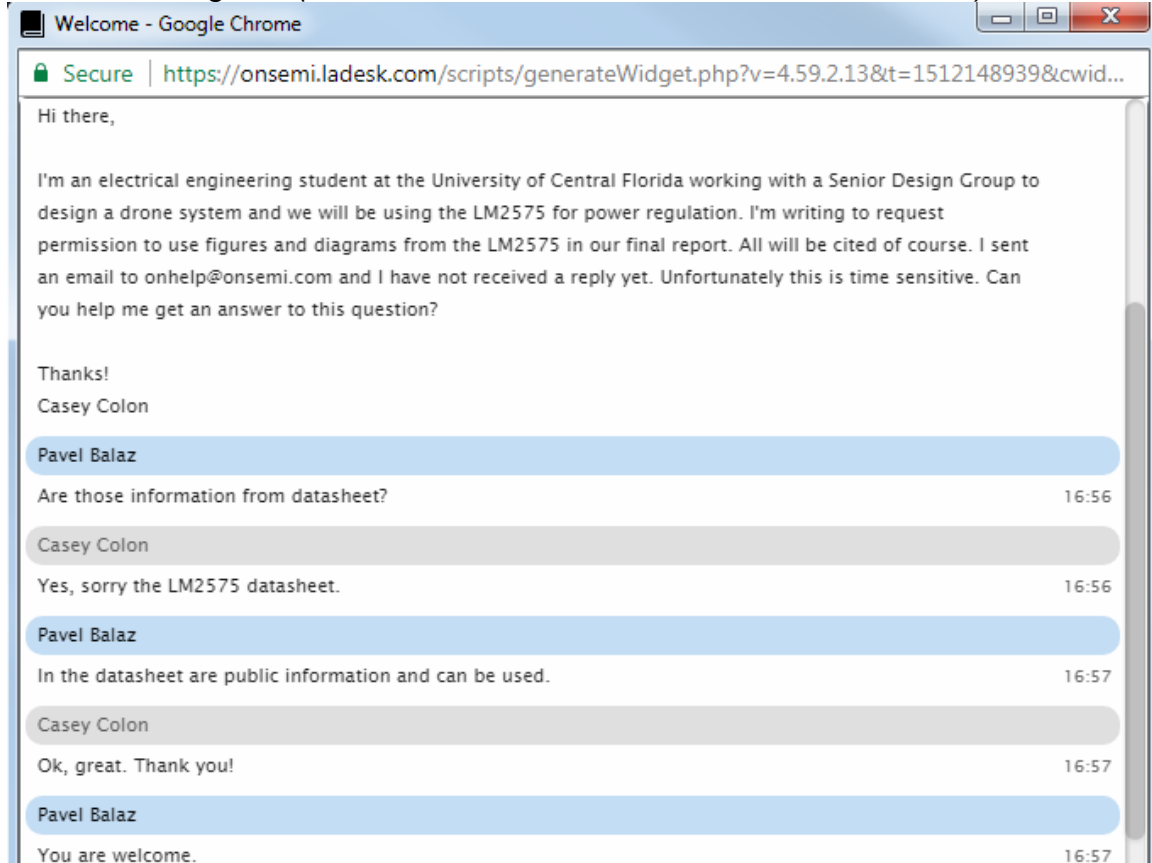 Welcome - Google Chrome
Secure | https://onsemi.ladesk.com/scripts/generateWidget.php?v=4.59.2.13&t=1512148939&cwid...
Hi there,
I'm an electrical engineering student at the University of Central Florida working with a Senior Design Group to
design a drone system and we will be using the LM2575 for power regulation. I'm writing to request
permission to use figures and diagrams from the LM2575 in our final report. All will be cited of course. I sent
an email to onhelp@onsemi.com and I have not received a reply yet. Unfortunately this is time sensitive. Can
you help me get an answer to this question?
Thanks!
Casey Colon
Pavel Balaz
Are those information from datasheet? 16:56
Casey Colon
Yes, sorry the LM2575 datasheet. 16:56
Pavel Balaz
In the datasheet are public information and can be used. 16:57
Casey Colon
Ok, great. Thank you! 16:57
Pavel Balaz
You are welcome. 16:57